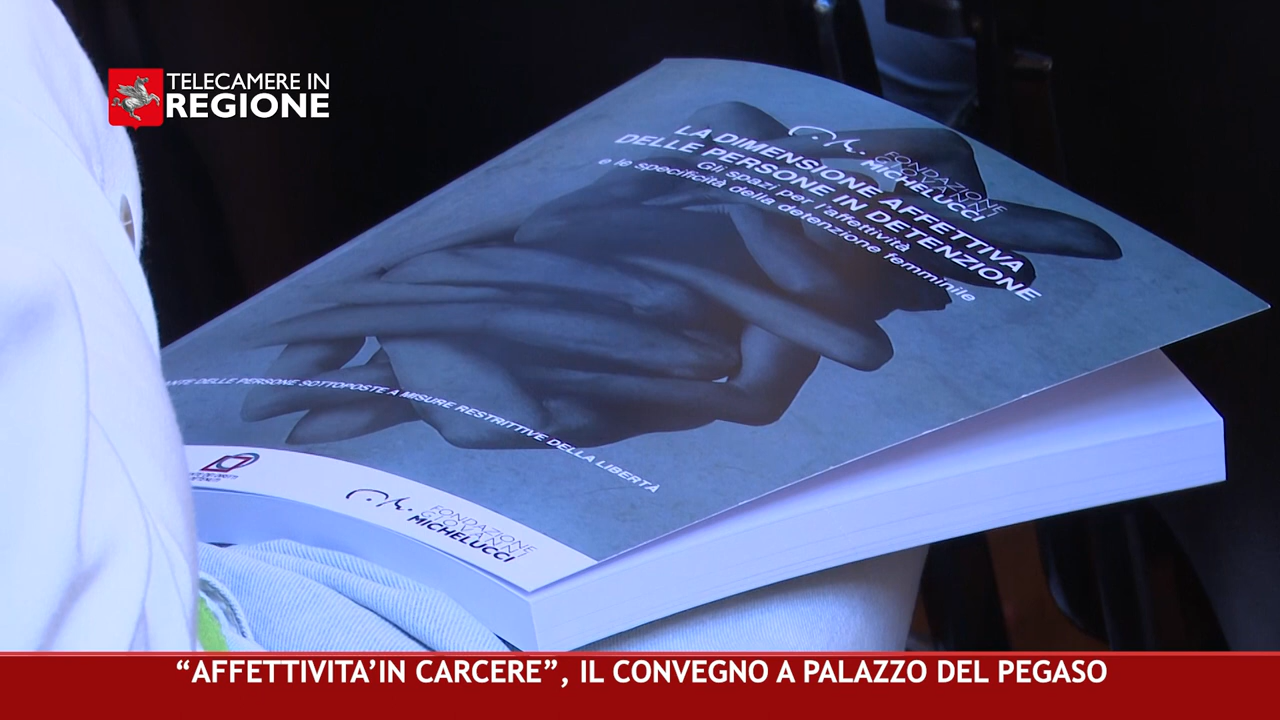 TELECAMERE IN
REGIONE
FONDAZIONE
GIOVANNI
MICHELUCCI
LA DIMENSIONE AFFETTIVA
DELLE PERSONE IN DETENZIONE
Gli spazi per l'affettività
e le specificità della detenzione femminile
DELLE PERSONE SOTTOPOSTE A MISURE RESTRITTIVE DELLA LIBERTÀ
FONDAZIONE
GIOVANNI
MICHELUCCI
“AFFETTIVITA’IN CARCERE”, IL CONVEGNO A PALAZZO DEL PEGASO